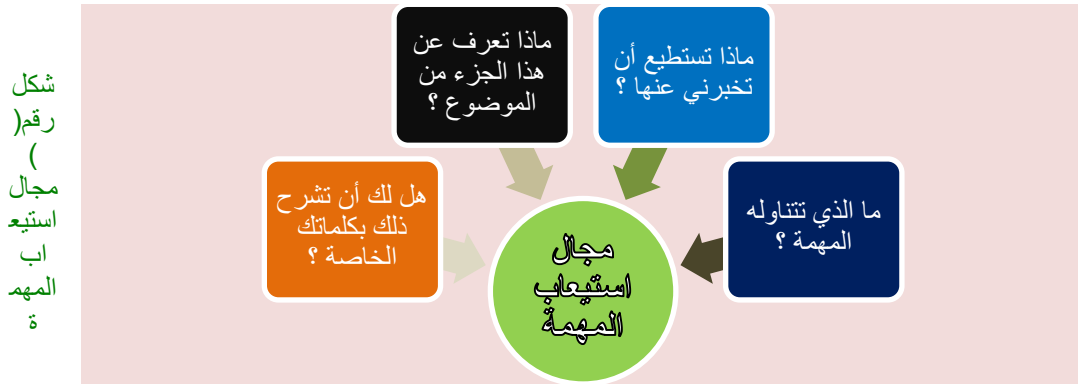 ماذا تستطيع أن
تخبرني عنها ؟
ماذا تعرف عن
هذا الجزء من
الموضوع ؟
ما الذي تتناوله
المهمة ؟
هل لك أن تشرح
ذلك بكلماتك
الخاصة ؟
مجال
استيعاب
المهمة
شكل
رقم(
)
مجال
استيع
اب
المهم
ة